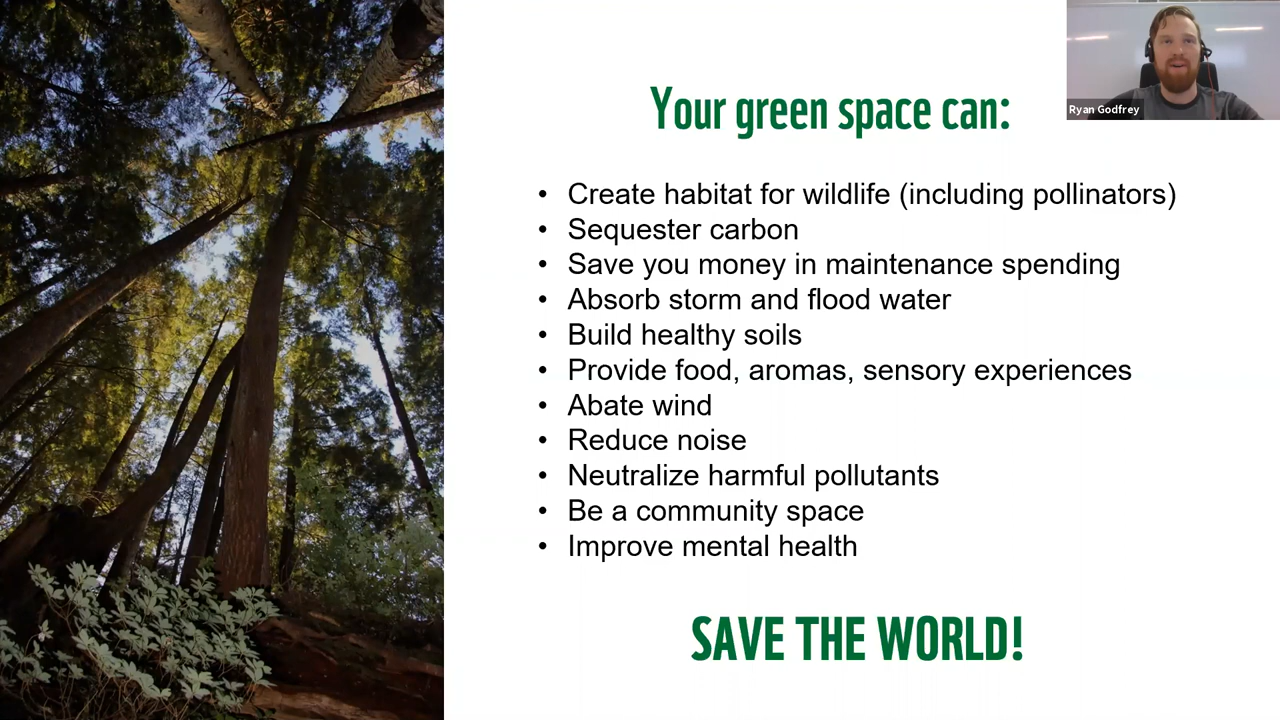 Your green space can:
Ryan Godfrey
• Create habitat for wildlife (including pollinators)
• Sequester carbon
• Save you money in maintenance spending
• Absorb storm and flood water
• Build healthy soils
• Provide food, aromas, sensory experiences
• Abate wind
• Reduce noise
• Neutralize harmful pollutants
• Be a community space
• Improve mental health
SAVE THE WORLD!